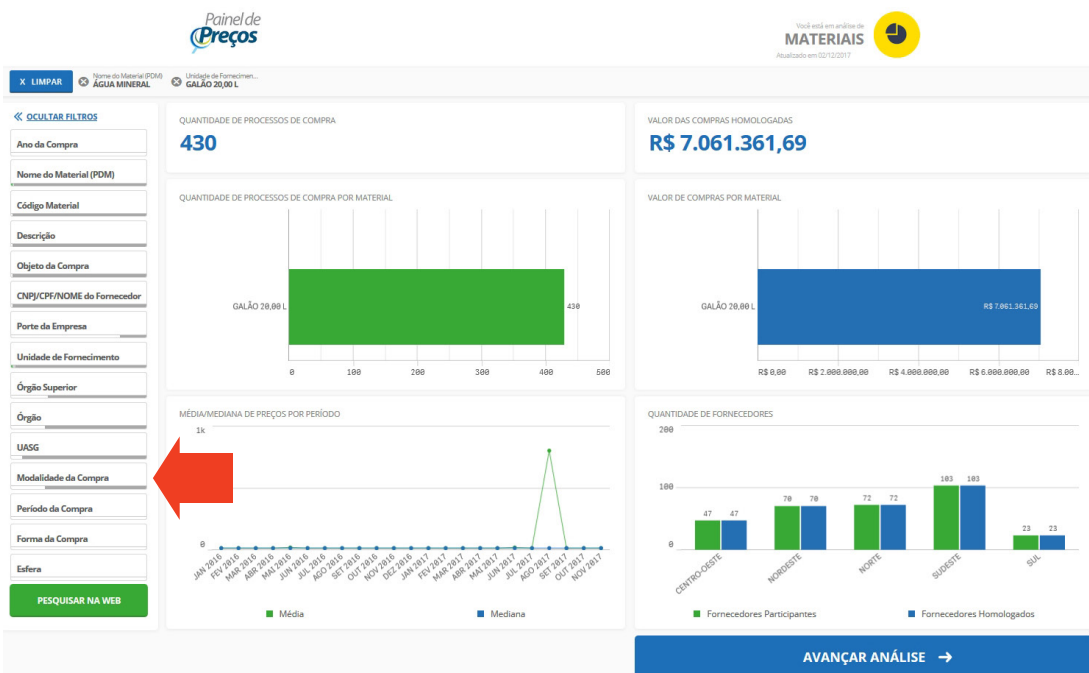 Painel de
Preços
Você está em análise de
MATERIAIS
Atualizado em 02/12/2017
X LIMPAR
Nome do Material (PDM)
ÁGUA MINERAL
Unidade de Fornecimen...
GALÃO 20,00 L
OCULTAR FILTROS
Ano da Compra
Nome do Material (PDM)
Código Material
Descrição
Objeto da Compra
CNPJ/CPF/NOME do Fornecedor
Porte da Empresa
Unidade de Fornecimento
Órgão Superior
Órgão
UASG
Modalidade da Compra
Período da Compra
Forma da Compra
Esfera
PESQUISAR NA WEB
QUANTIDADE DE PROCESSOS DE COMPRA
430
VALOR DAS COMPRAS HOMOLOGADAS
R$ 7.061.361,69
QUANTIDADE DE PROCESSOS DE COMPRA POR MATERIAL
GALÃO 20,00 L
430
0 100 200 300 400 500
VALOR DE COMPRAS POR MATERIAL
GALÃO 20,00 L
R$ 7.061.361,69
R$ 0,00 R$ 2.000.000,00 R$ 4.000.000,00 R$ 6.000.000,00 R$ 8.00...
MÉDIA/MEDIANA DE PREÇOS POR PERÍODO
1k
0
JAN 2016 FEV 2016 MAR 2016 ABR 2016 MAI 2016 JUN 2016 JUL 2016 AGO 2016 SET 2016 OUT 2016 NOV 2016 DEZ 2016 JAN 2017 FEV 2017 MAR 2017 ABR 2017 MAI 2017 JUN 2017 JUL 2017 AGO 2017 SET 2017 OUT 2017 NOV 2017
Média Mediana
QUANTIDADE DE FORNECEDORES
200
100
0
47 47 70 70 72 72 103 103 23 23
CENTRO-OESTE NORDESTE NORTE SUDESTE SUL
Fornecedores Participantes Fornecedores Homologados
AVANÇAR ANÁLISE